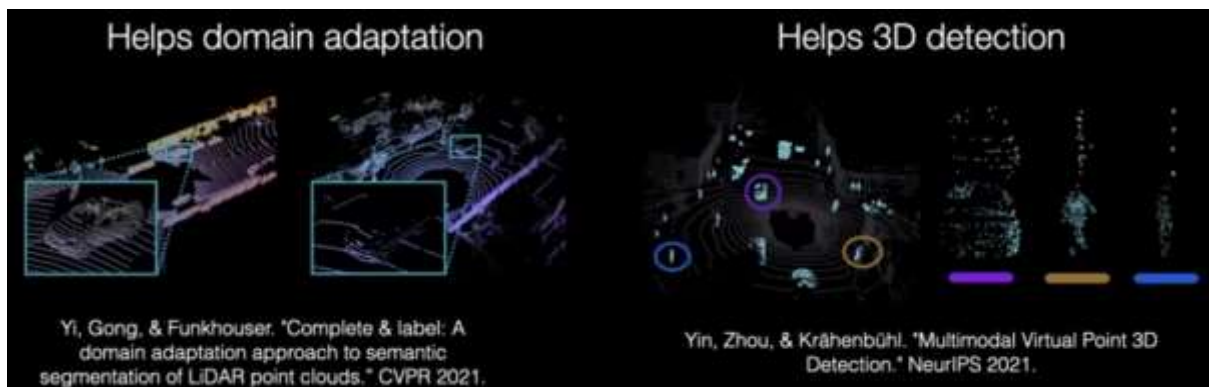 Helps domain adaptation
Yi, Gong, & Funkhouser. "Complete & label: A
domain adaptation approach to semantic
segmentation of LiDAR point clouds." CVPR 2021.
Helps 3D detection
Yin, Zhou, & Krähenbühl. "Multimodal Virtual Point 3D
Detection." NeurIPS 2021.